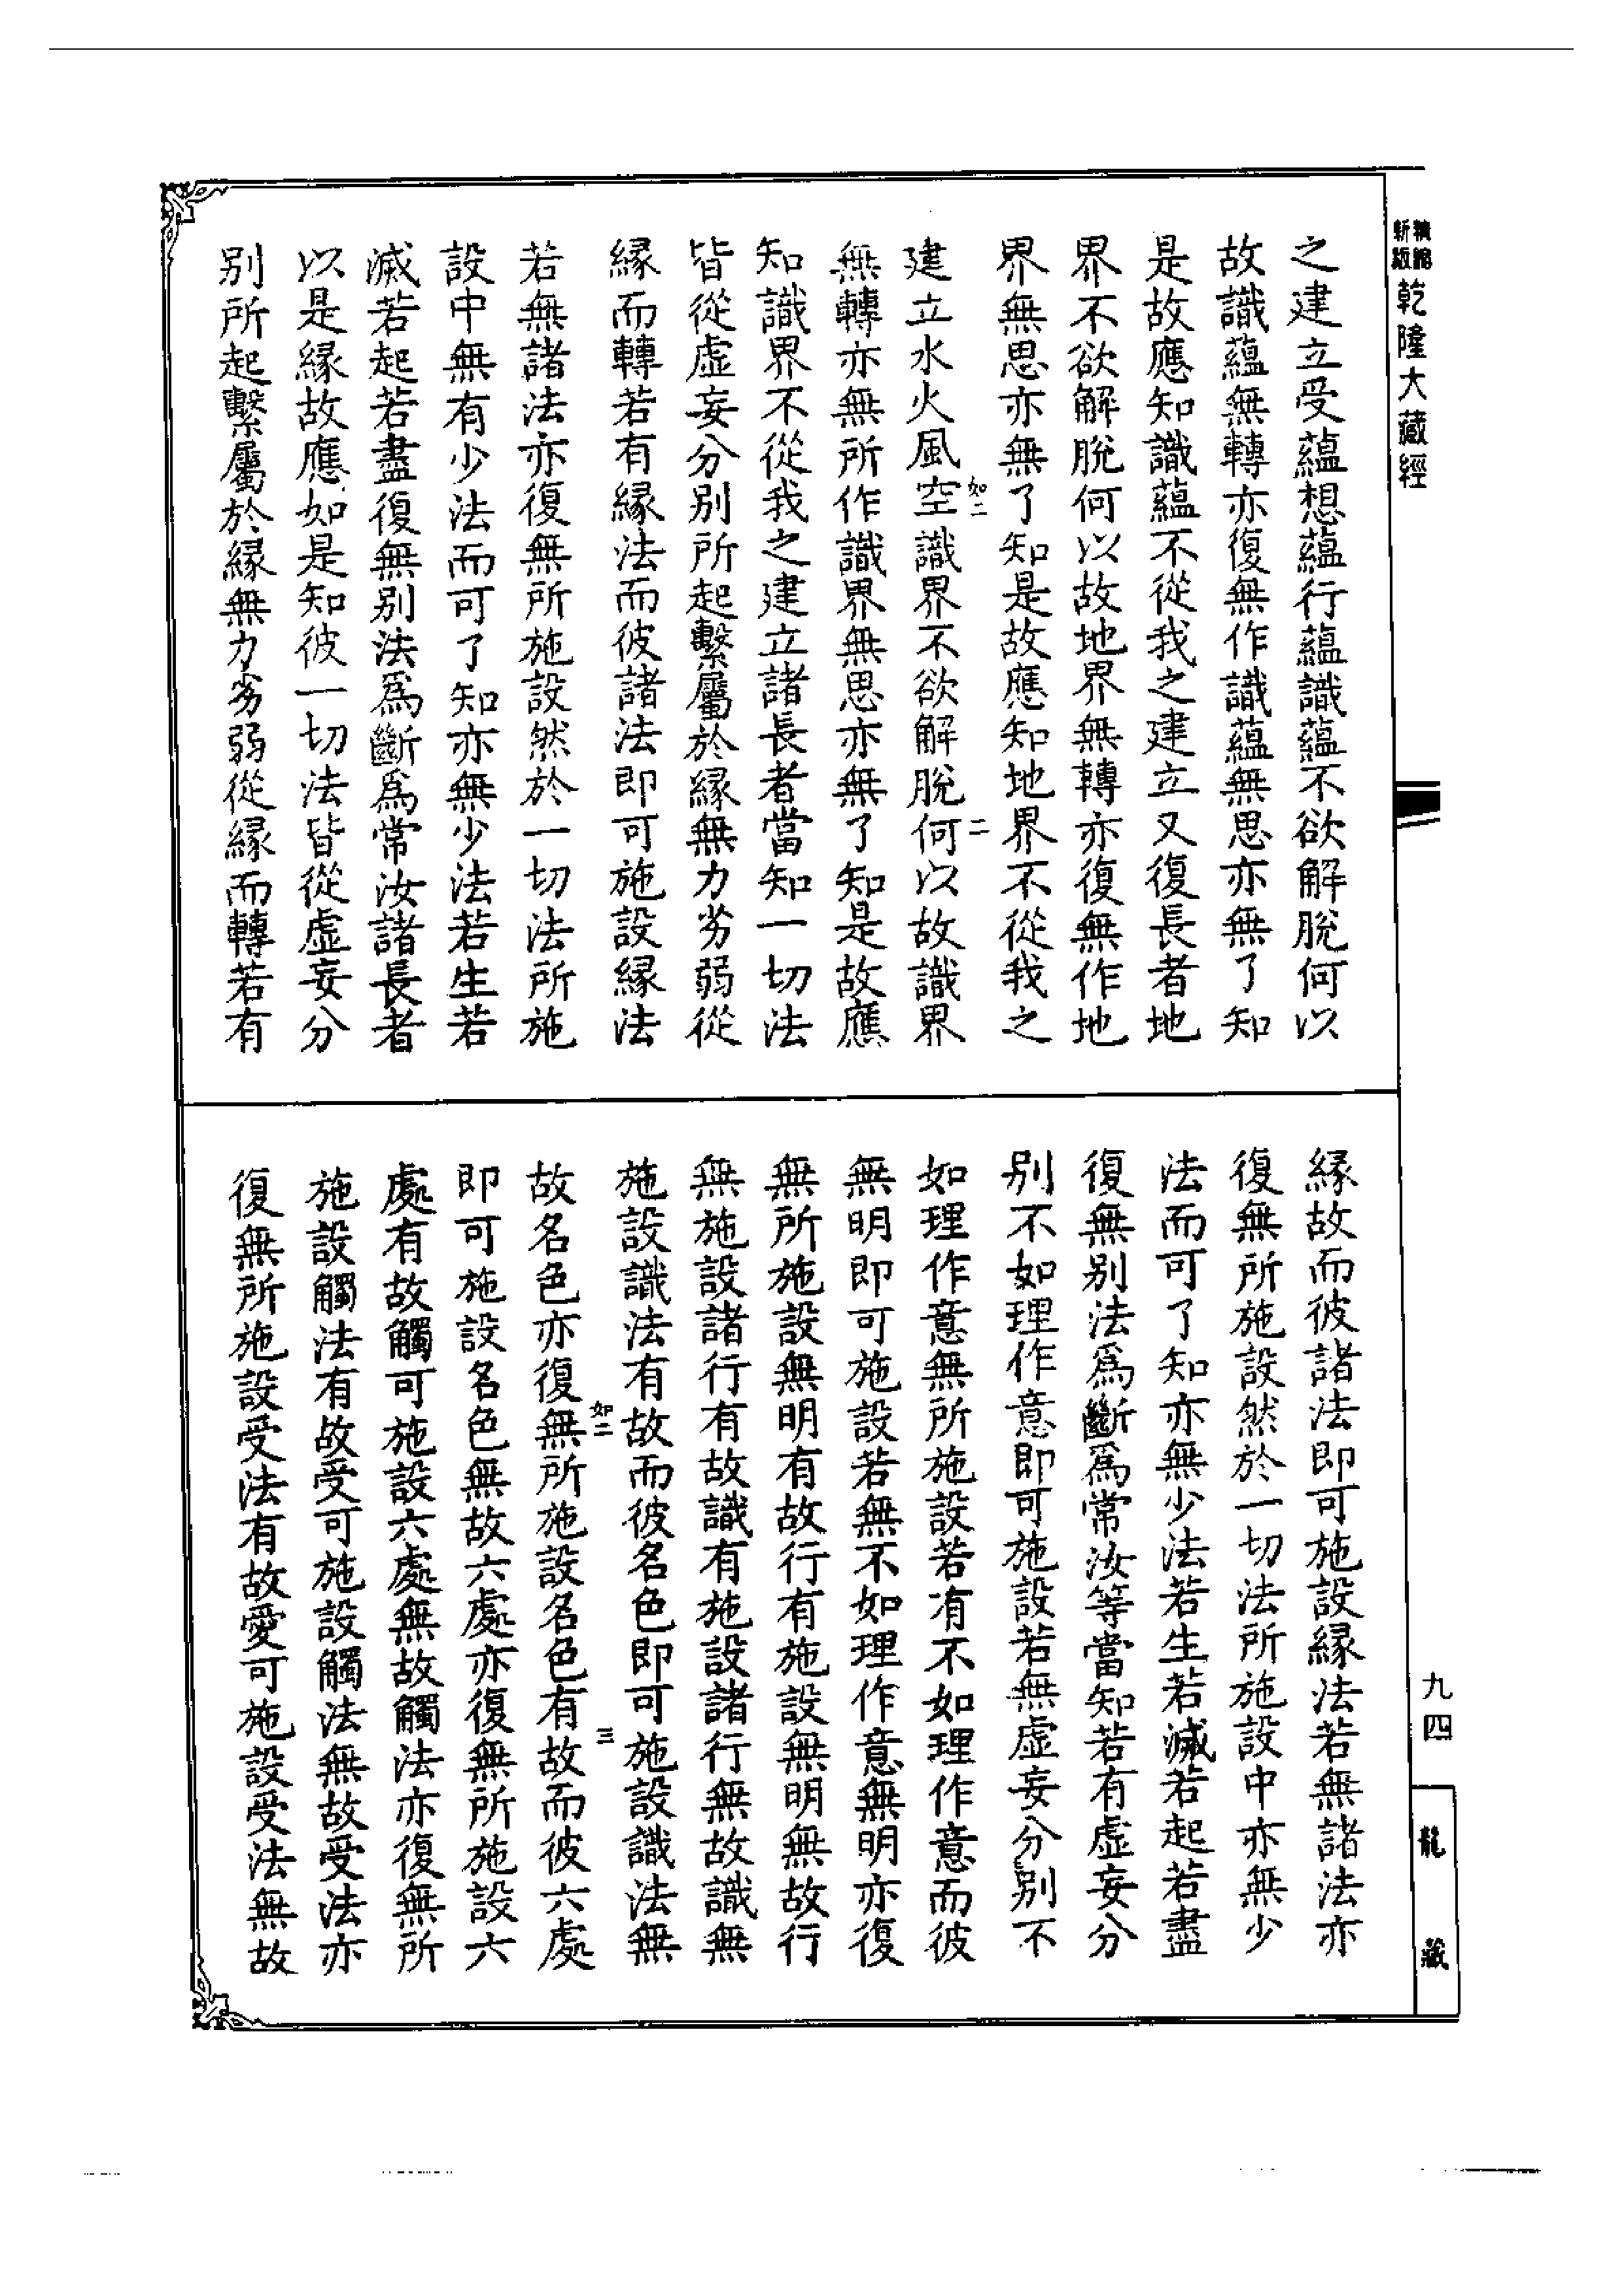 新版
乾隆大藏經
之建立受蘊想蘊行蘊識蘊不欲解脫何以
故識蘊無轉亦復無作識蘊無思亦無了知
是故應知識蘊不從我之建立又復長者地
界不欲解脫何以故地界無轉亦復無作地
界無思亦無了知是故應知地界不從我之
如二
二
建立水火風空識界不欲解脫何以故識界
無轉亦無所作識界無思亦無了知是故應
知識界不從我之建立諸長者當知一切法
皆從虛妄分別所起繫屬於緣無力劣弱從
緣而轉若有緣法而彼諸法即可施設緣法
若無諸法亦復無所施設然於一切法所施
設中無有少法而可了知亦無少法若生若
滅若起若盡復無別法為斷為常汝諸長者
以是緣故應如是知彼一切法皆從虛妄分
別所起繫屬於緣無力劣弱從緣而轉若有
緣故而彼諸法即可施設緣法若無諸法亦
復無所施設然於一切法所施設中亦無少
法而可了知亦無少法若生若滅若起若盡
復無別法為斷為常汝等當知若有虛妄分
別不如理作意即可施設若無虛妄分別不
如理作意無所施設若有不如理作意而彼
無明即可施設若無不如理作意無明亦復
無所施設無明有故行有施設無明無故行
無施設諸行有故識有施設諸行無故識無
施設識法有故而彼名色即可施設識法無
如二
三
故名色亦復無所施設名色有故而彼六處
即可施設名色無故六處亦復無所施設六
處有故觸可施設六處無故觸法亦復無所
施設觸法有故受可施設觸法無故受法亦
復無所施設受法有故愛可施設受法無故
九四
龍藏